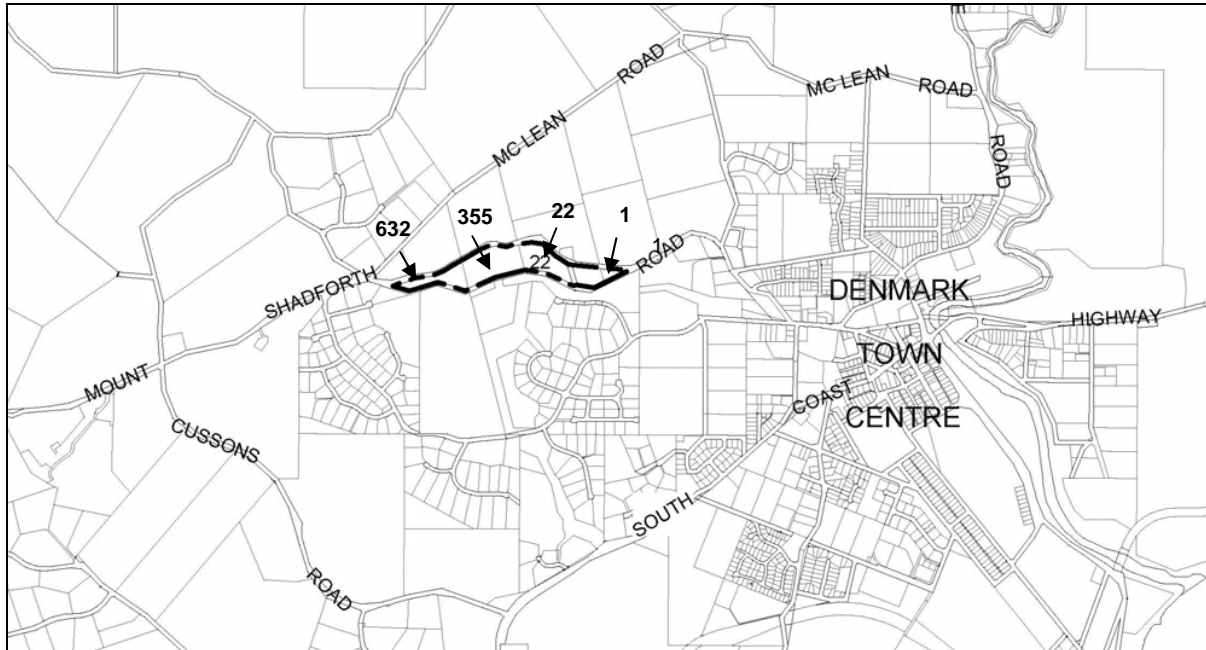 MC LEAN ROAD
MC LEAN ROAD
ROAD
632
355
22
1
22
1
ROAD
MOUNT SHADFORTH
DENMARK
TOWN
CENTRE
HIGHWAY
COAST
SOUTH
CUSSONS
ROAD